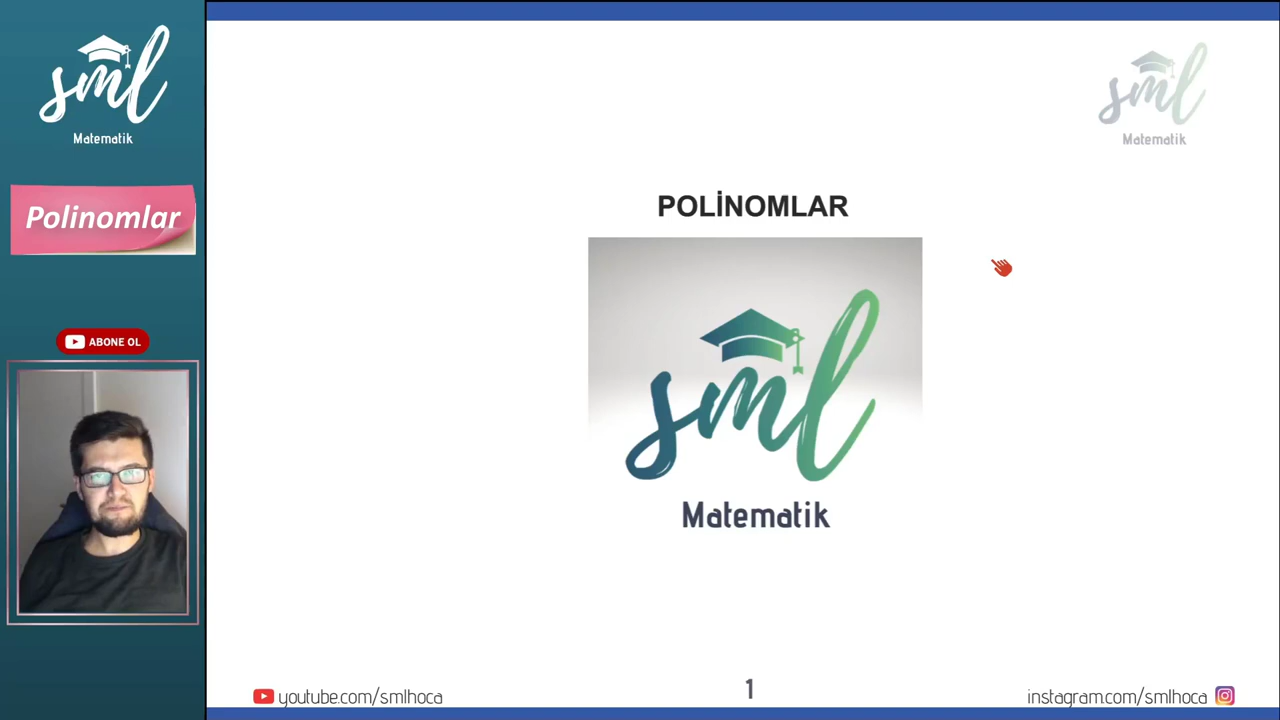 sml
Matematik
Polinomlar
ABONE OL
sml
Matematik
POLİNOMLAR
sml
Matematik
youtube.com/smlhoca
1
instagram.com/smlhoca